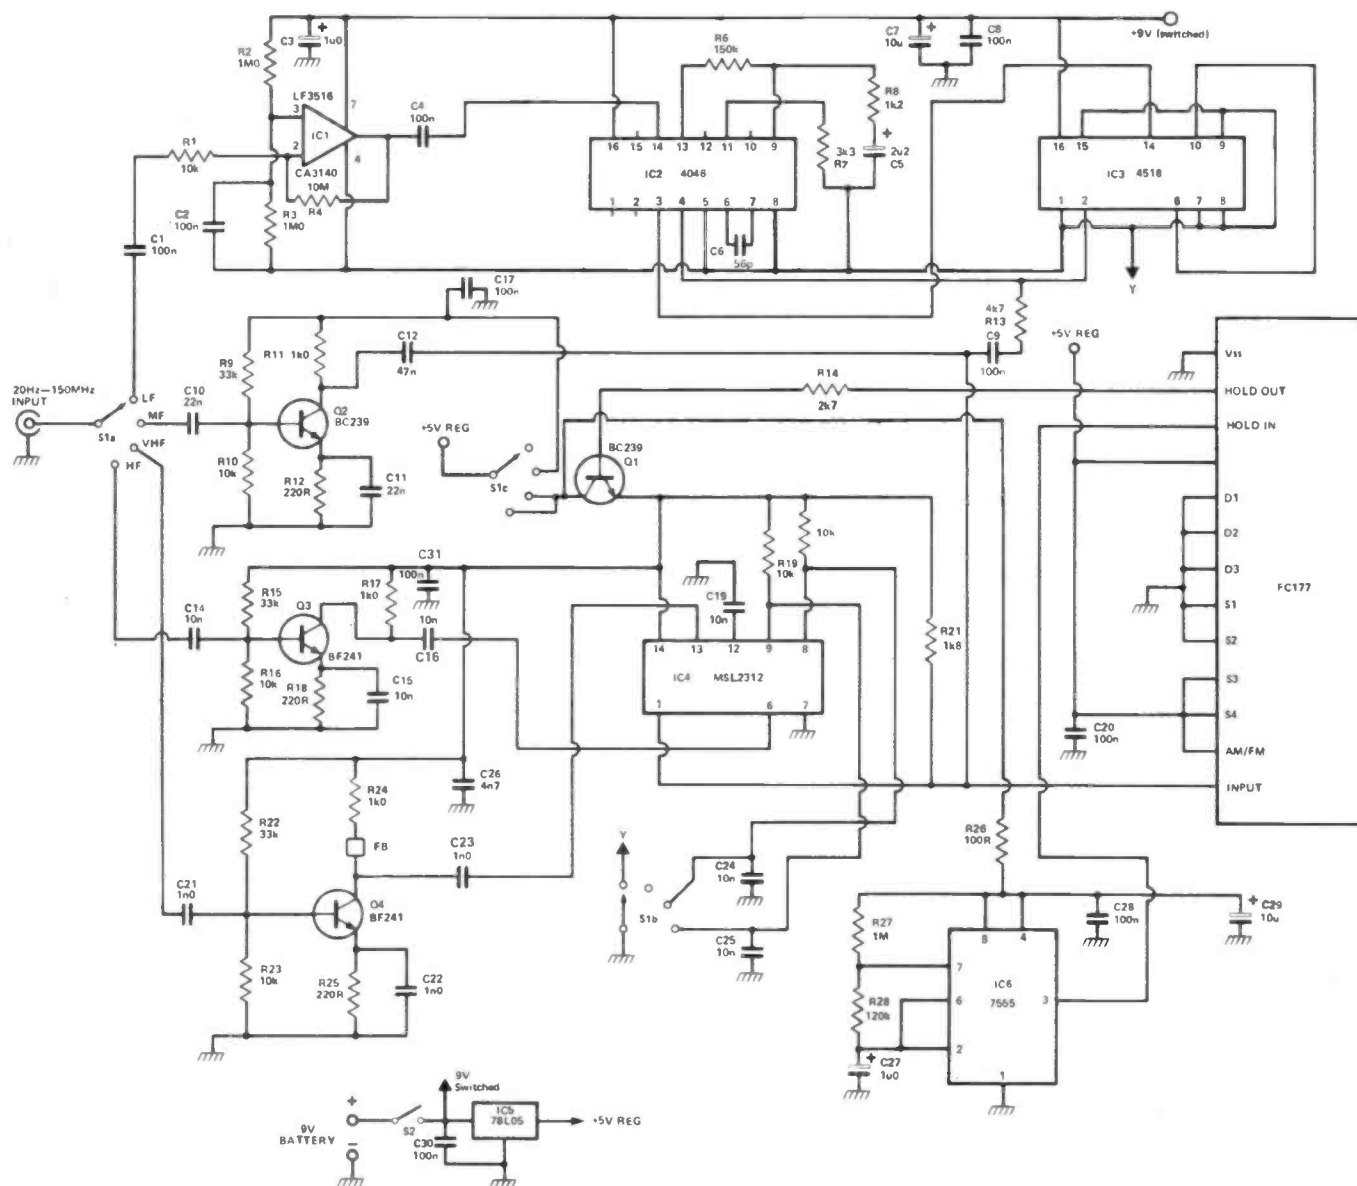 R2
1M0
C3
+
1u0
R6
150k
C7
10u
+
C8
100n
+9V (switched)
LF3516
3
2
IC1
7
4
CA3140
10M
R4
C4
100n
R1
10k
C2
100n
R3
1M0
C1
100n
R8
1k2
+
2u2
C5
3k3
R7
16
15
14
13
12
11
10
9
IC2
4046
1
2
3
4
5
6
7
8
C6
56p
16
15
14
10
9
IC3
4518
1
2
6
7
8
Y
C17
100n
4k7
R13
C9
100n
C12
47n
R11 1k0
R9
33k
C10
22n
Q2
BC239
R10
10k
R12
220R
C11
22n
20Hz—150MHz
INPUT
S1a
LF
MF
VHF
HF
+5V REG
S1c
R14
2k7
BC239
Q1
+5V REG
Vss
HOLD OUT
HOLD IN
D1
D2
D3
S1
S2
S3
S4
AM/FM
INPUT
FC177
C20
100n
R15
33k
C14
10n
Q3
BF241
R16
10k
R18
220R
C15
10n
R17
1k0
C31
100n
10n
C16
C19
10n
R19
10k
10k
R21
1k8
14
13
12
9
8
IC4
MSL2312
1
6
7
C26
4n7
R22
33k
R24
1k0
FB
C23
1n0
C21
1n0
Q4
BF241
R23
10k
R25
220R
C22
1n0
Y
S1b
C24
10n
C25
10n
R26
100R
R27
1M
R28
120k
+
C27
1u0
C28
100n
+
C29
10u
8
4
7
6
2
3
1
IC6
7555
9V
BATTERY
+
−
S2
9V
Switched
IC5
78L05
+5V REG
C30
100n